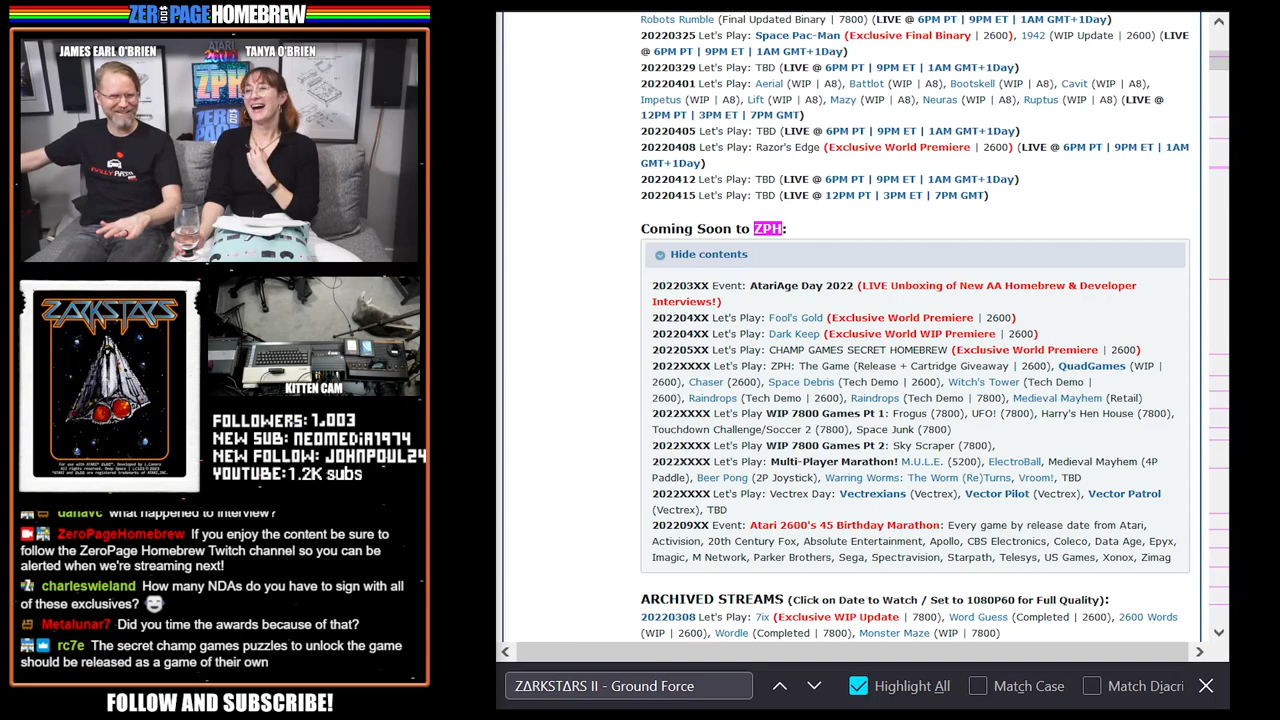 ZEROPAGE HOMEBREW
JAMES EARL O'BRIEN
TANYA O'BRIEN
ATARI
ZPH
ZARKSTARS
KITTEN CAM
FOLLOWERS: 1,003
NEW SUB: NEOMEDIA1974
NEW FOLLOW: JOHNPOUL24
YOUTUBE: 1.2K subs
danavc what happened to interview?
ZeroPageHomebrew If you enjoy the content be sure to
follow the ZeroPage Homebrew Twitch channel so you can be
alerted when we're streaming next!
charleswieland How many NDAs do you have to sign with all
of these exclusives?
Metalunar7 Did you time the awards because of that?
rc7e The secret champ games puzzles to unlock the game
should be released as a game of their own
FOLLOW AND SUBSCRIBE!
Robots Rumble (Final Updated Binary | 7800) (LIVE @ 6PM PT | 9PM ET | 1AM GMT+1Day)
20220325 Let's Play: Space Pac-Man (Exclusive Final Binary | 2600), 1942 (WIP Update | 2600) (LIVE
@ 6PM PT | 9PM ET | 1AM GMT+1Day)
20220329 Let's Play: TBD (LIVE @ 6PM PT | 9PM ET | 1AM GMT+1Day)
20220401 Let's Play: Aerial (WIP | A8), Battlot (WIP | A8), Bootskell (WIP | A8), Cavit (WIP | A8),
Impetus (WIP | A8), Lift (WIP | A8), Mazy (WIP | A8), Neuras (WIP | A8), Ruptus (WIP | A8) (LIVE @
12PM PT | 3PM ET | 7PM GMT)
20220405 Let's Play: TBD (LIVE @ 6PM PT | 9PM ET | 1AM GMT+1Day)
20220408 Let's Play: Razor's Edge (Exclusive World Premiere | 2600) (LIVE @ 6PM PT | 9PM ET | 1AM
GMT+1Day)
20220412 Let's Play: TBD (LIVE @ 6PM PT | 9PM ET | 1AM GMT+1Day)
20220415 Let's Play: TBD (LIVE @ 12PM PT | 3PM ET | 7PM GMT)
Coming Soon to ZPH:
Hide contents
202203XX Event: AtariAge Day 2022 (LIVE Unboxing of New AA Homebrew & Developer
Interviews!)
202204XX Let's Play: Fool's Gold (Exclusive World Premiere | 2600)
202204XX Let's Play: Dark Keep (Exclusive World WIP Premiere | 2600)
202205XX Let's Play: CHAMP GAMES SECRET HOMEBREW (Exclusive World Premiere | 2600)
2022XXXX Let's Play: ZPH: The Game (Release + Cartridge Giveaway | 2600), QuadGames (WIP |
2600), Chaser (2600), Space Debris (Tech Demo | 2600), Witch's Tower (Tech Demo |
2600), Raindrops (Tech Demo | 2600), Raindrops (Tech Demo | 7800), Medieval Mayhem (Retail)
2022XXXX Let's Play WIP 7800 Games Pt 1: Frogus (7800), UFO! (7800), Harry's Hen House (7800),
Touchdown Challenge/Soccer 2 (7800), Space Junk (7800)
2022XXXX Let's Play WIP 7800 Games Pt 2: Sky Scraper (7800),
2022XXXX Let's Play: Multi-Player Marathon! M.U.L.E. (5200), ElectroBall, Medieval Mayhem (4P
Paddle), Beer Pong (2P Joystick), Warring Worms: The Worm (Re)Turns, Vroom!, TBD
2022XXXX Let's Play: Vectrex Day: Vectrexians (Vectrex), Vector Pilot (Vectrex), Vector Patrol
(Vectrex), TBD
202209XX Event: Atari 2600's 45 Birthday Marathon: Every game by release date from Atari,
Activision, 20th Century Fox, Absolute Entertainment, Apollo, CBS Electronics, Coleco, Data Age, Epyx,
Imagic, M Network, Parker Brothers, Sega, Spectravision, Starpath, Telesys, US Games, Xonox, Zimag
ARCHIVED STREAMS (Click on Date to Watch / Set to 1080P60 for Full Quality):
20220308 Let's Play: 7ix (Exclusive WIP Update | 7800), Word Guess (Completed | 2600), 2600 Words
(WIP | 2600), Wordle (Completed | 7800), Monster Maze (WIP | 7800)
ZΔRKSTΔRS II - Ground Force
Highlight All
Match Case
Match Diacri